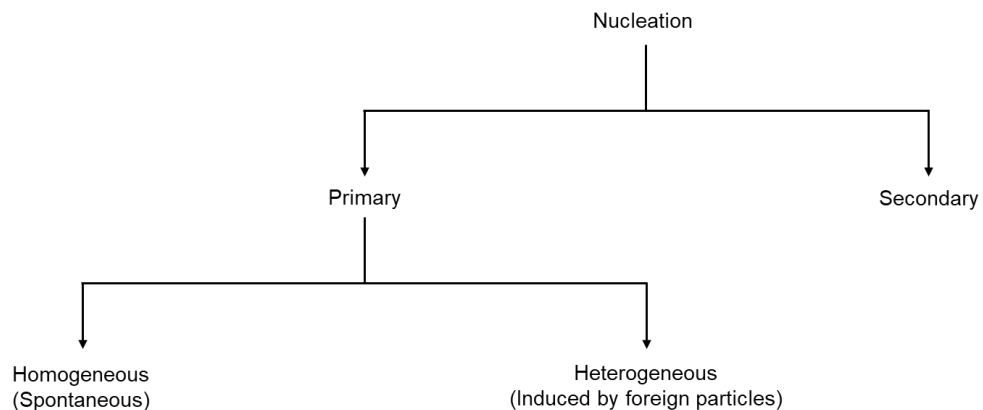 Nucleation
Primary
Secondary
Homogeneous
(Spontaneous)
Heterogeneous
(Induced by foreign particles)